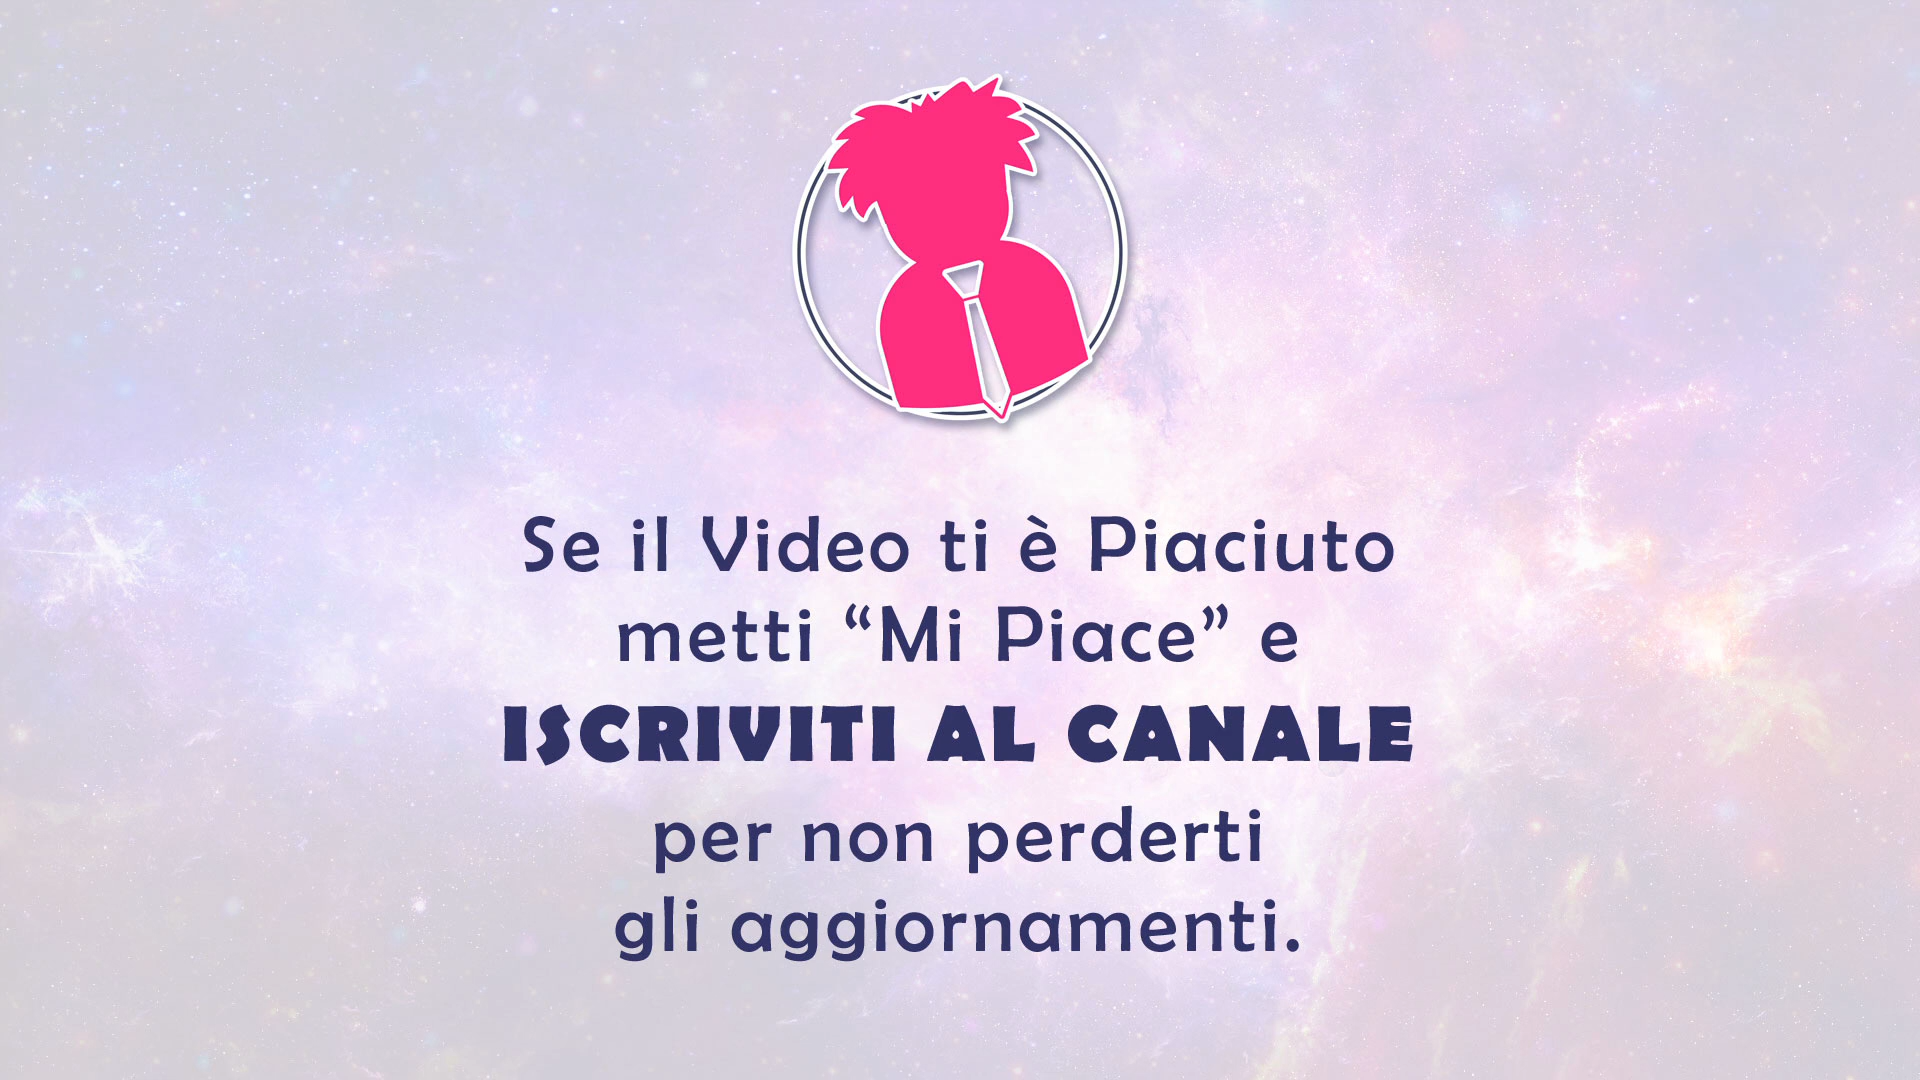 Se il Video ti è Piaciuto
metti “Mi Piace” e
ISCRIVITI AL CANALE
per non perderti
gli aggiornamenti.